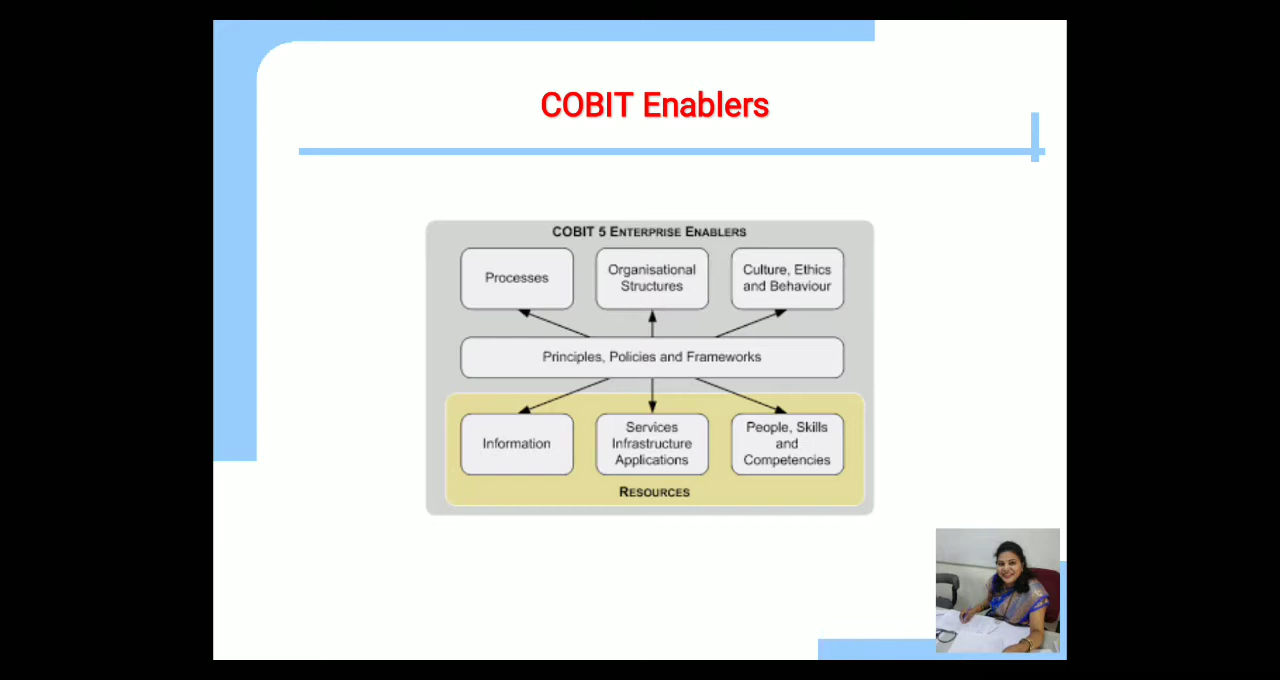 COBIT Enablers
COBIT 5 ENTERPRISE ENABLERS
Processes
Organisational
Structures
Culture, Ethics
and Behaviour
Principles, Policies and Frameworks
Information
Services
Infrastructure
Applications
People, Skills
and
Competencies
RESOURCES